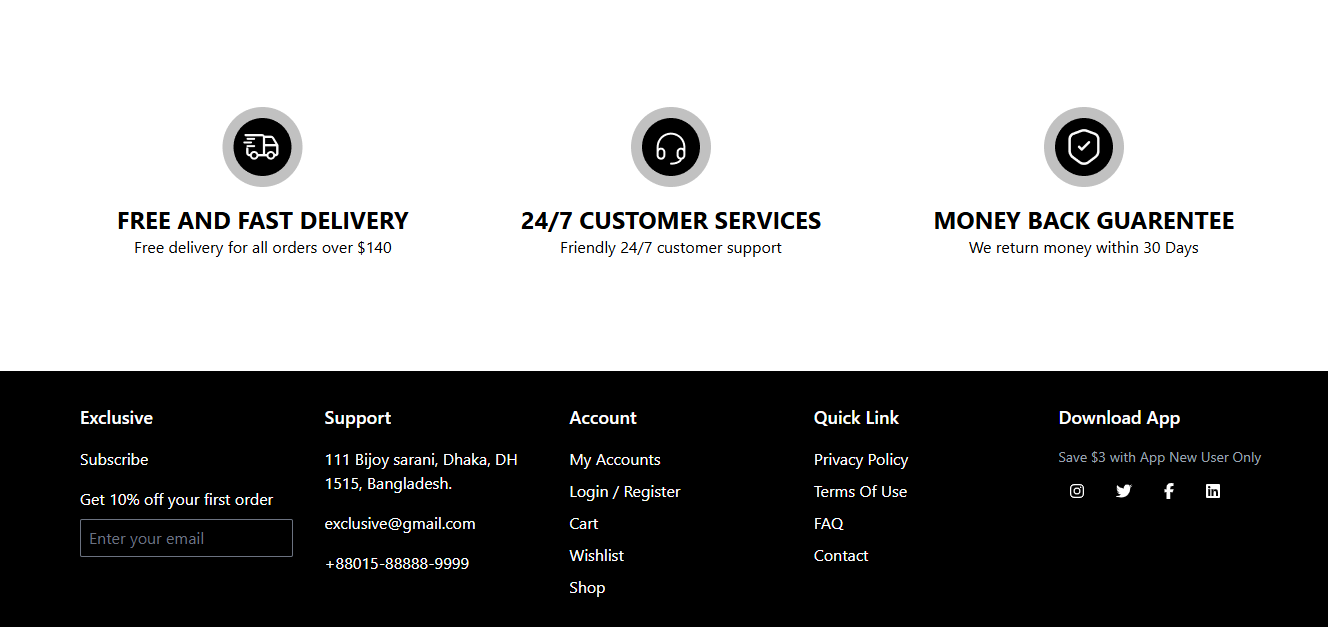 FREE AND FAST DELIVERY
Free delivery for all orders over $140
24/7 CUSTOMER SERVICES
Friendly 24/7 customer support
MONEY BACK GUARENTEE
We return money within 30 Days
Exclusive
Subscribe
Get 10% off your first order
Enter your email
Support
111 Bijoy sarani, Dhaka, DH
1515, Bangladesh.
exclusive@gmail.com
+88015-88888-9999
Account
My Accounts
Login / Register
Cart
Wishlist
Shop
Quick Link
Privacy Policy
Terms Of Use
FAQ
Contact
Download App
Save $3 with App New User Only